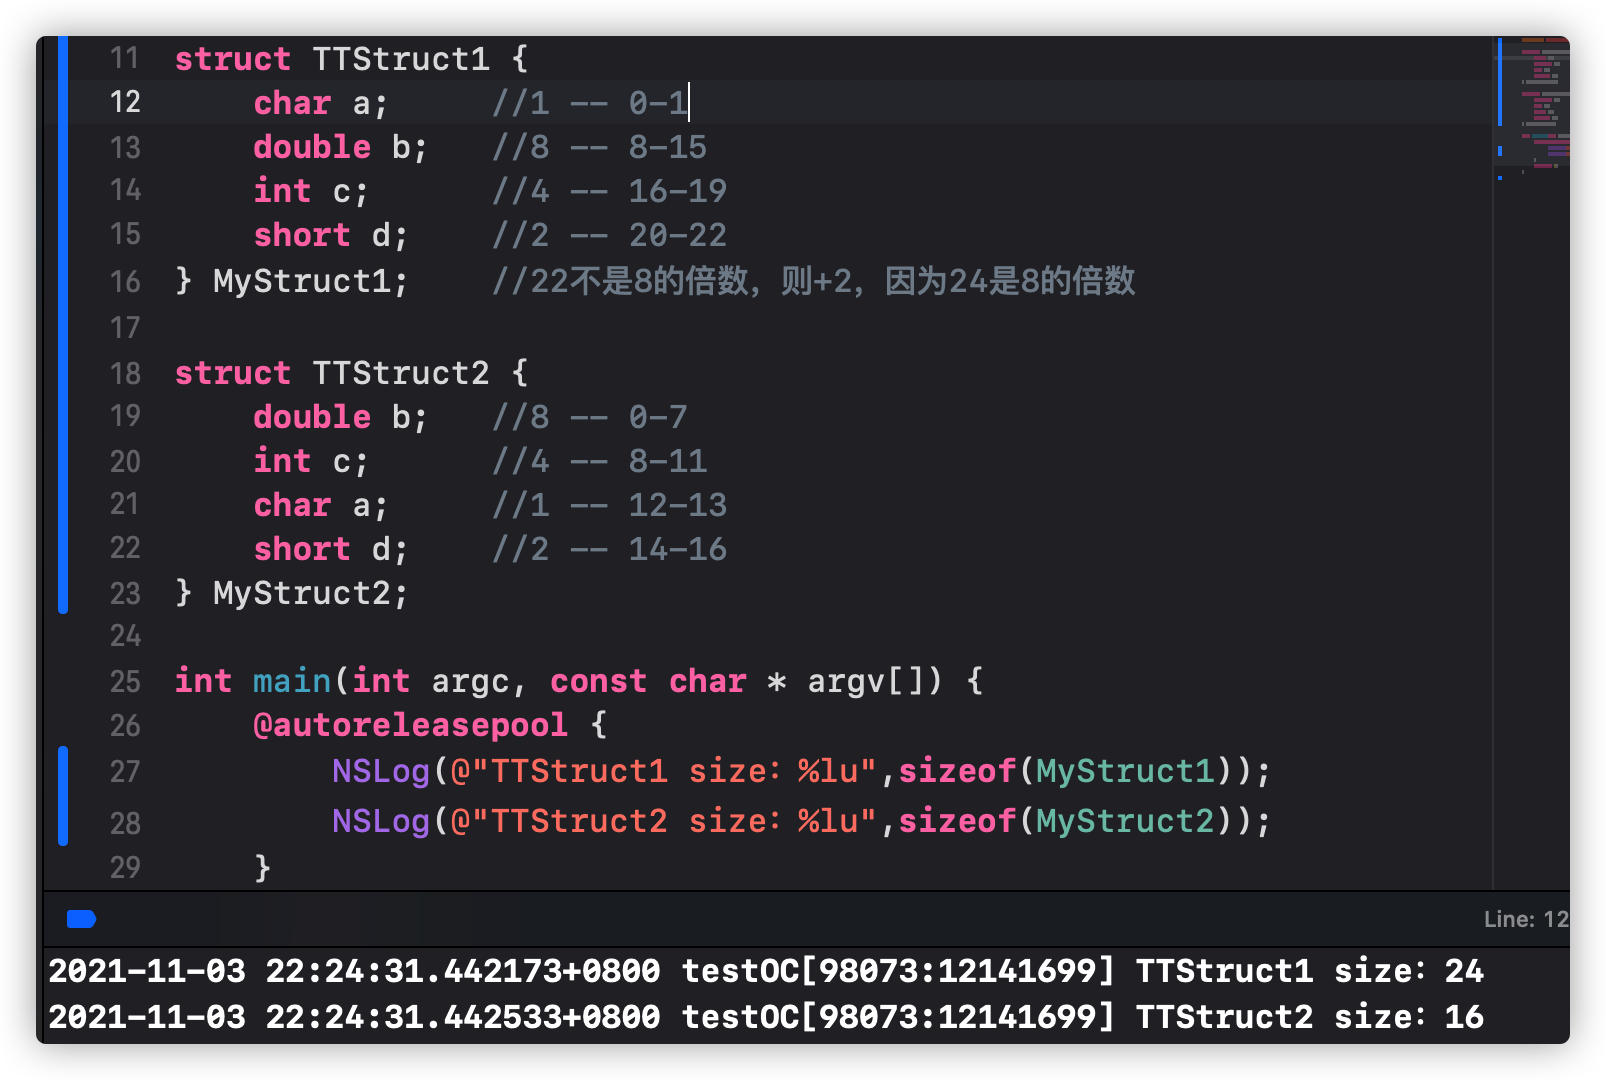 11 struct TTStruct1 {
12     char a;     //1 -- 0-1
13     double b;   //8 -- 8-15
14     int c;      //4 -- 16-19
15     short d;    //2 -- 20-22
16 } MyStruct1;    //22不是8的倍数，则+2，因为24是8的倍数
17
18 struct TTStruct2 {
19     double b;   //8 -- 0-7
20     int c;      //4 -- 8-11
21     char a;     //1 -- 12-13
22     short d;    //2 -- 14-16
23 } MyStruct2;
24
25 int main(int argc, const char * argv[]) {
26     @autoreleasepool {
27         NSLog(@"TTStruct1 size：%lu",sizeof(MyStruct1));
28         NSLog(@"TTStruct2 size：%lu",sizeof(MyStruct2));
29     }
Line: 12
2021-11-03 22:24:31.442173+0800 testOC[98073:12141699] TTStruct1 size：24
2021-11-03 22:24:31.442533+0800 testOC[98073:12141699] TTStruct2 size：16